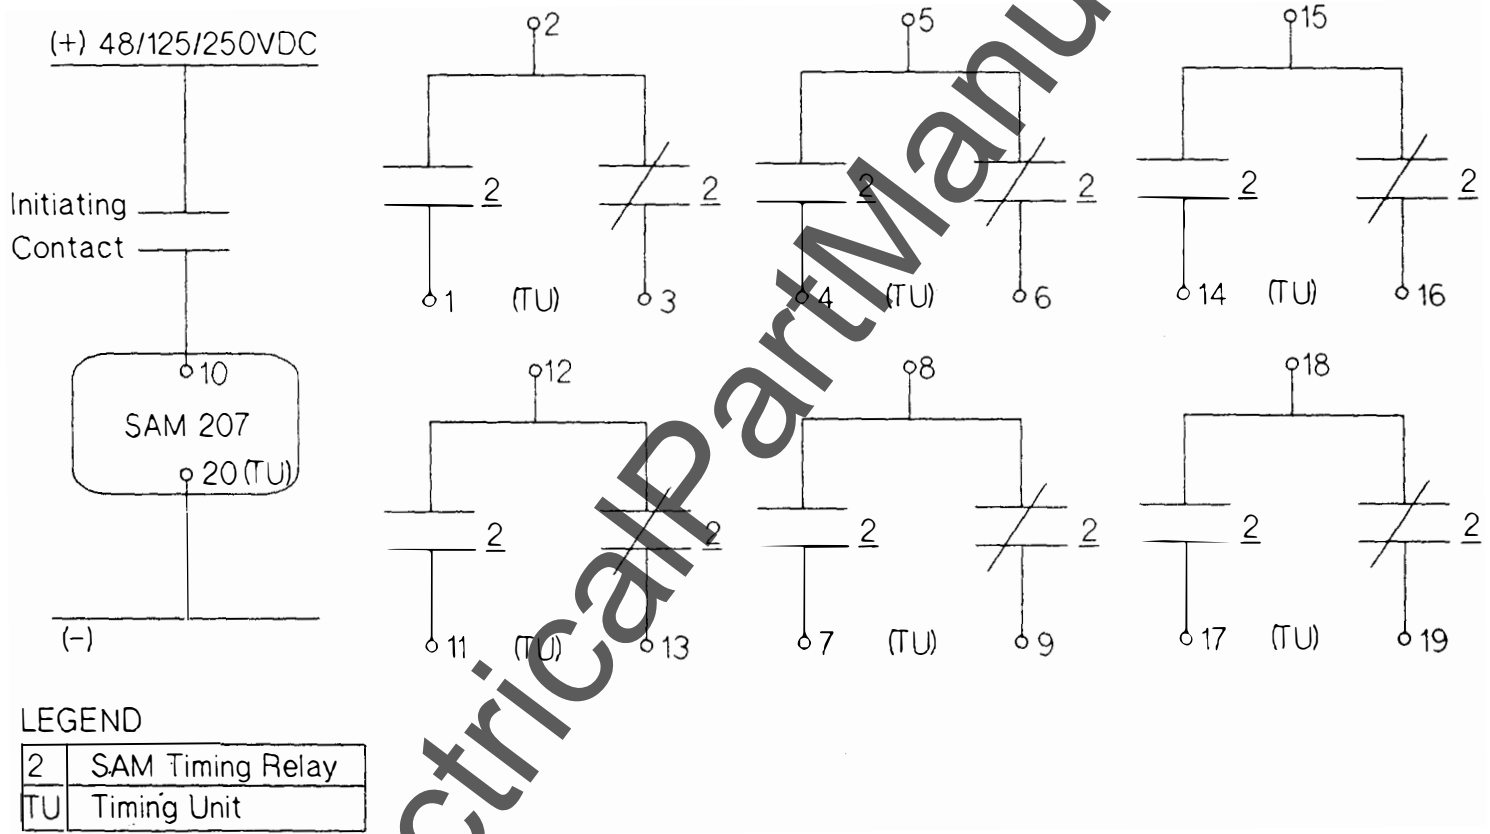 (+) 48/125/250VDC
Initiating
Contact
10
SAM 207
20 (TU)
(-)
2
2 2
1 (TU) 3
5
2 2
4 (TU) 6
15
2 2
14 (TU) 16
12
2 2
11 (TU) 13
8
2 2
7 (TU) 9
18
2 2
17 (TU) 19
LEGEND
2 SAM Timing Relay
TU Timing Unit
ctricalPartManu